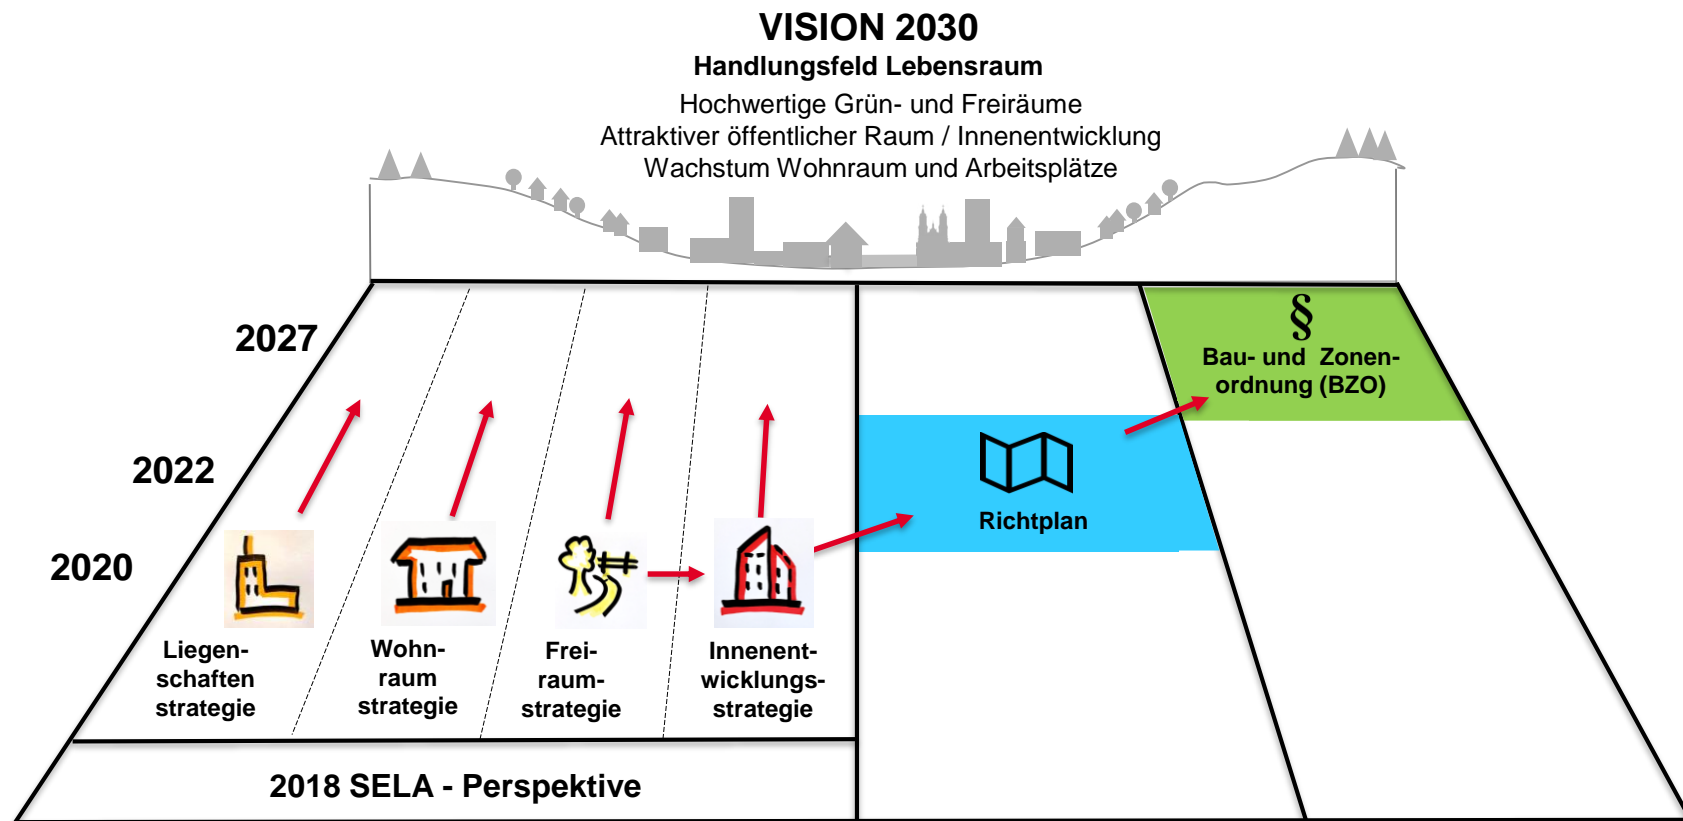 VISION 2030
Handlungsfeld Lebensraum
Hochwertige Grün- und Freiräume
Attraktiver öffentlicher Raum / Innenentwicklung
Wachstum Wohnraum und Arbeitsplätze
2027
§
Bau- und Zonen-
ordnung (BZO)
2022
Richtplan
2020
Liegen-
schaften
strategie
Wohn-
raum
strategie
Frei-
raum-
strategie
Innenent-
wicklungs-
strategie
2018 SELA - Perspektive